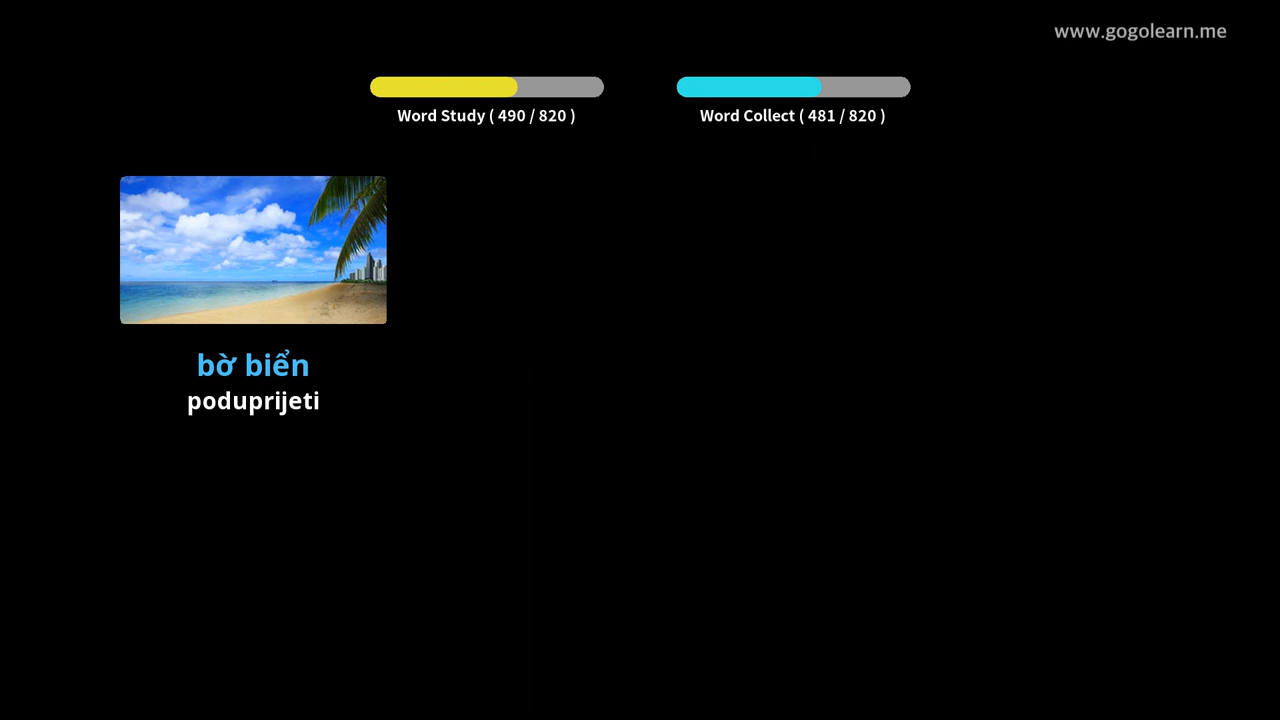 www.gogolearn.me
Word Study ( 490 / 820 )
Word Collect ( 481 / 820 )
bờ biển
poduprijeti